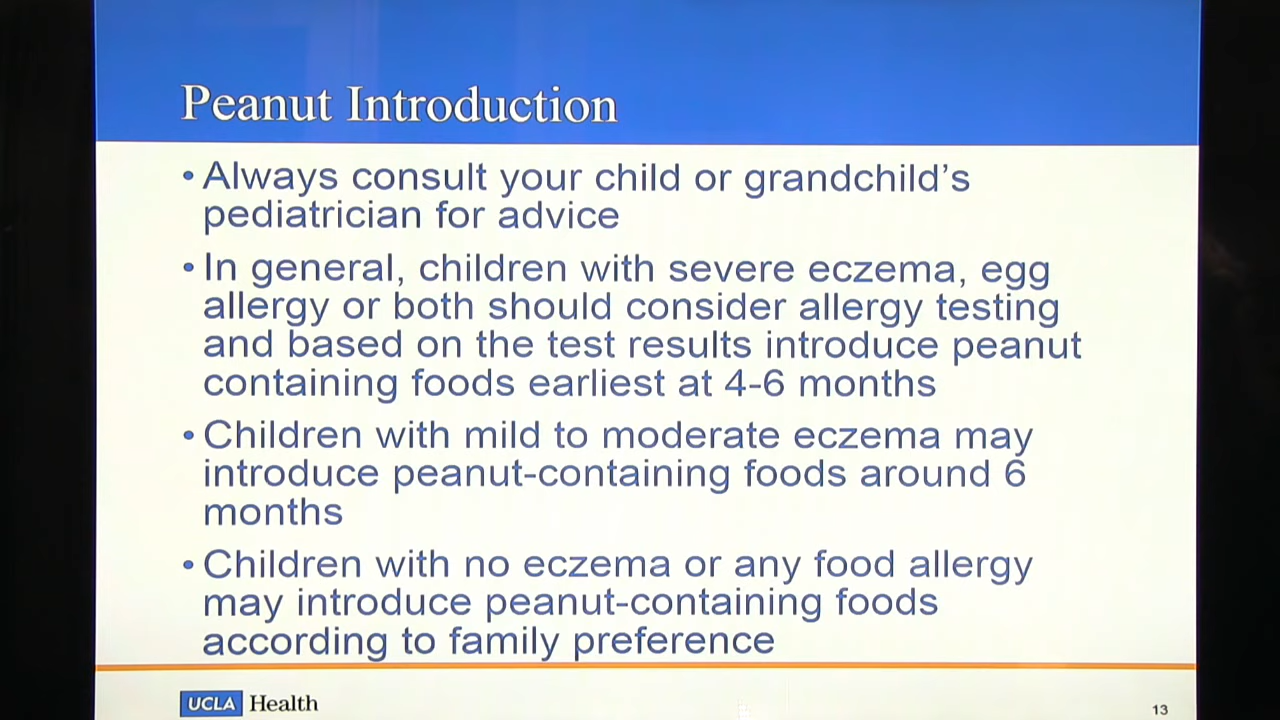 Peanut Introduction
• Always consult your child or grandchild's
pediatrician for advice
• In general, children with severe eczema, egg
allergy or both should consider allergy testing
and based on the test results introduce peanut
containing foods earliest at 4-6 months
• Children with mild to moderate eczema may
introduce peanut-containing foods around 6
months
• Children with no eczema or any food allergy
may introduce peanut-containing foods
according to family preference
UCLA Health
13